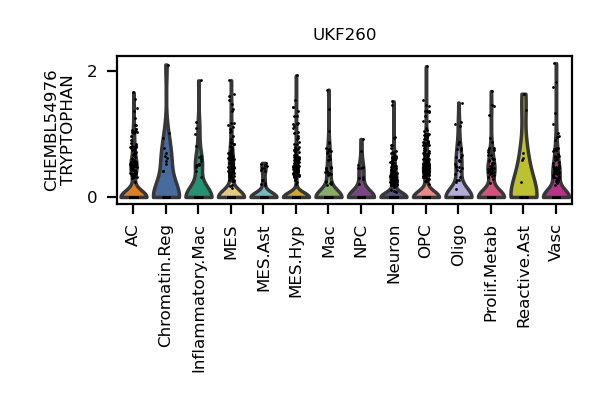 UKF260
CHEMBL54976
TRYPTOPHAN
2
0
AC
Chromatin.Reg
Inflammatory.Mac
MES
MES.Ast
MES.Hyp
Mac
NPC
Neuron
OPC
Oligo
Prolif.Metab
Reactive.Ast
Vasc